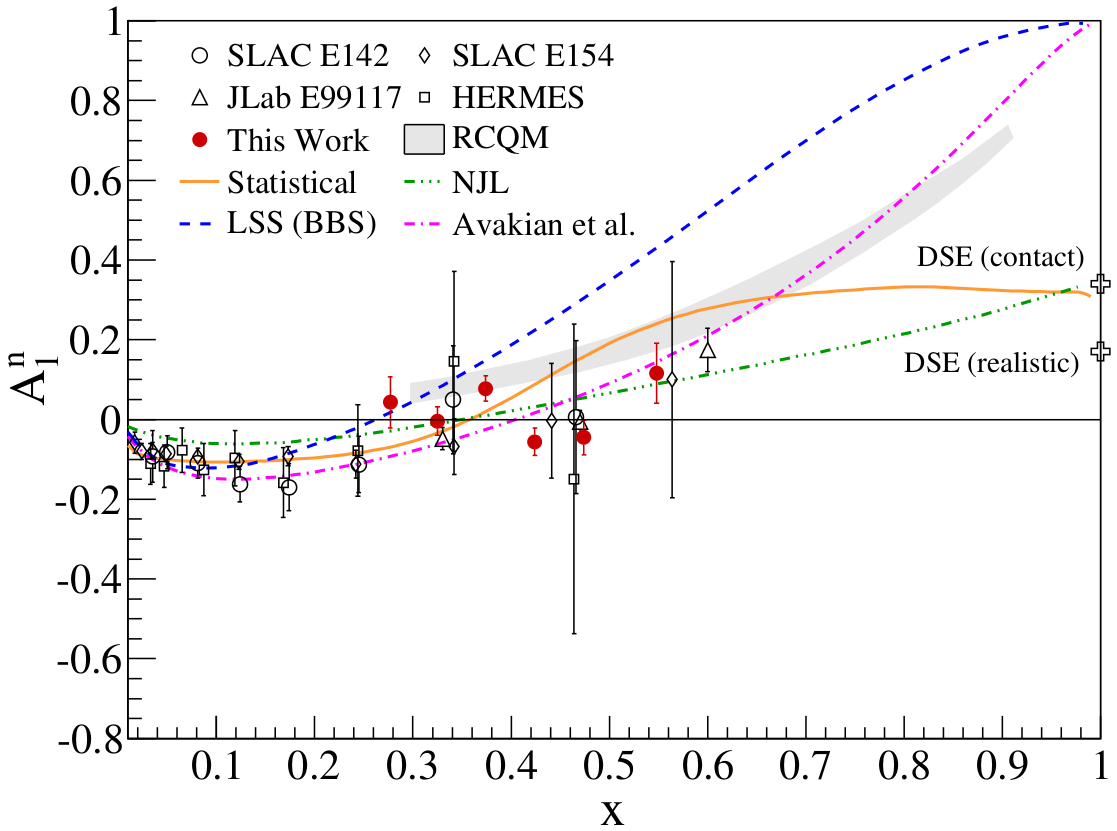 1
0.8
0.6
0.4
0.2
0
-0.2
-0.4
-0.6
-0.8
A₁ⁿ
SLAC E142
SLAC E154
JLab E99117
HERMES
This Work
RCQM
Statistical
NJL
LSS (BBS)
Avakian et al.
DSE (contact)
DSE (realistic)
0.1 0.2 0.3 0.4 0.5 0.6 0.7 0.8 0.9 1
x